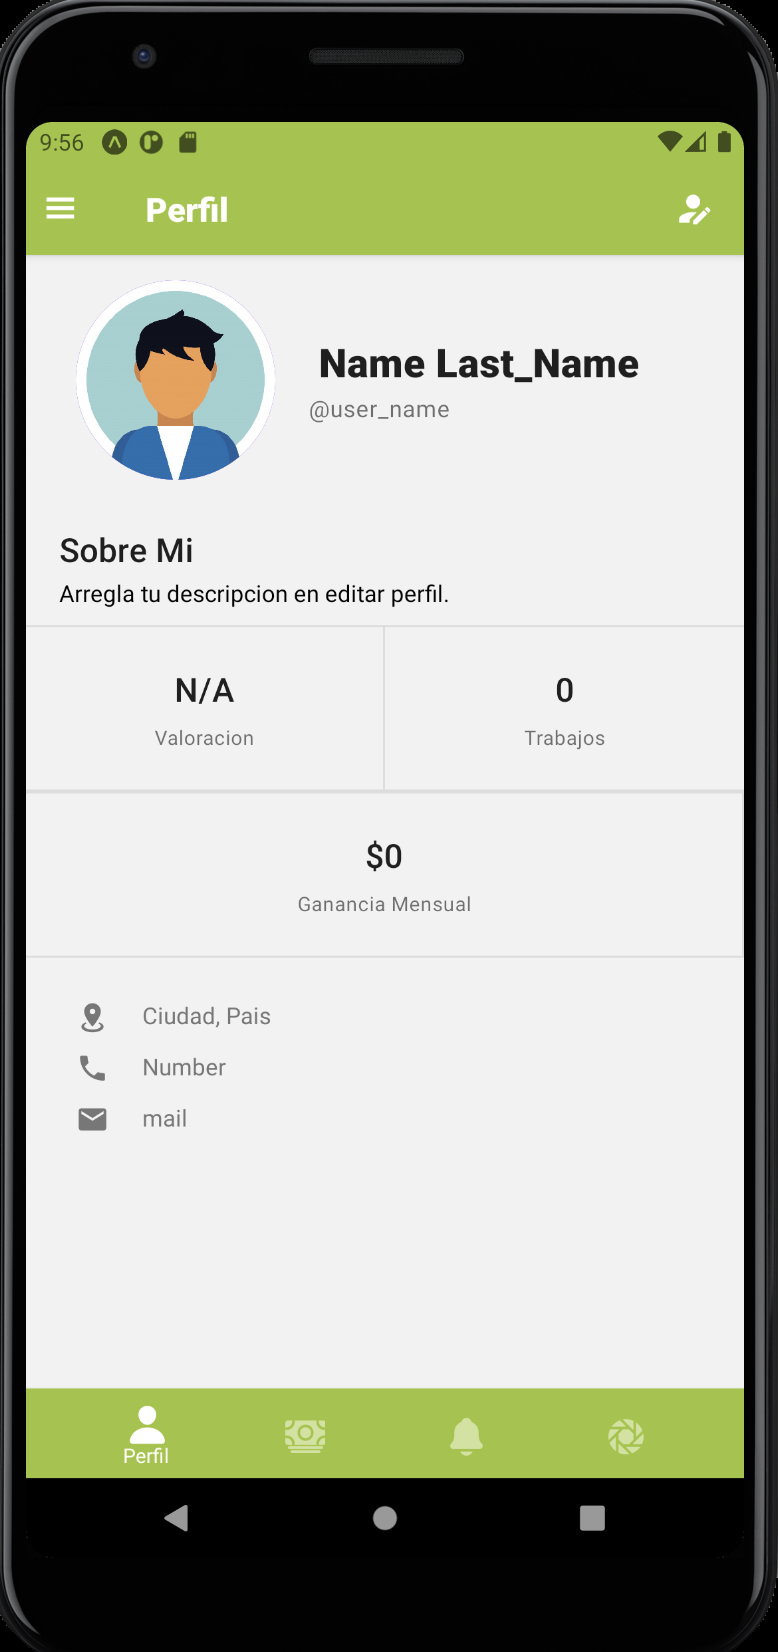 9:56
Perfil
Name Last_Name
@user_name
Sobre Mi
Arregla tu descripcion en editar perfil.
N/A
Valoracion
0
Trabajos
$0
Ganancia Mensual
Ciudad, Pais
Number
mail
Perfil